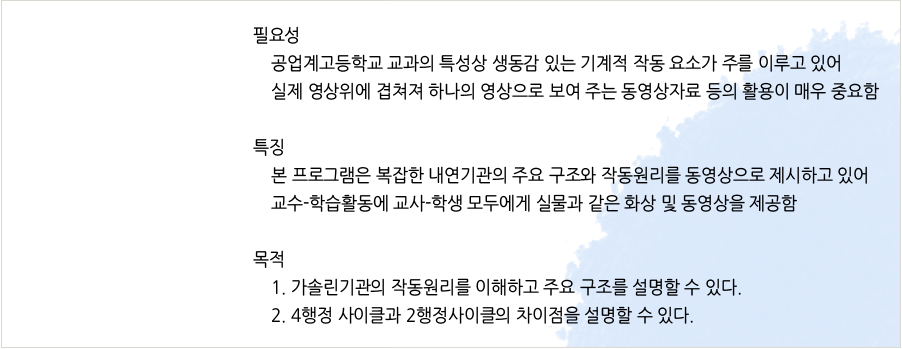 필요성
공업계고등학교 교과의 특성상 생동감 있는 기계적 작동 요소가 주를 이루고 있어
실제 영상위에 겹쳐져 하나의 영상으로 보여 주는 동영상자료 등의 활용이 매우 중요함
특징
본 프로그램은 복잡한 내연기관의 주요 구조와 작동원리를 동영상으로 제시하고 있어
교수-학습활동에 교사-학생 모두에게 실물과 같은 화상 및 동영상을 제공함
목적
1. 가솔린기관의 작동원리를 이해하고 주요 구조를 설명할 수 있다.
2. 4행정 사이클과 2행정사이클의 차이점을 설명할 수 있다.